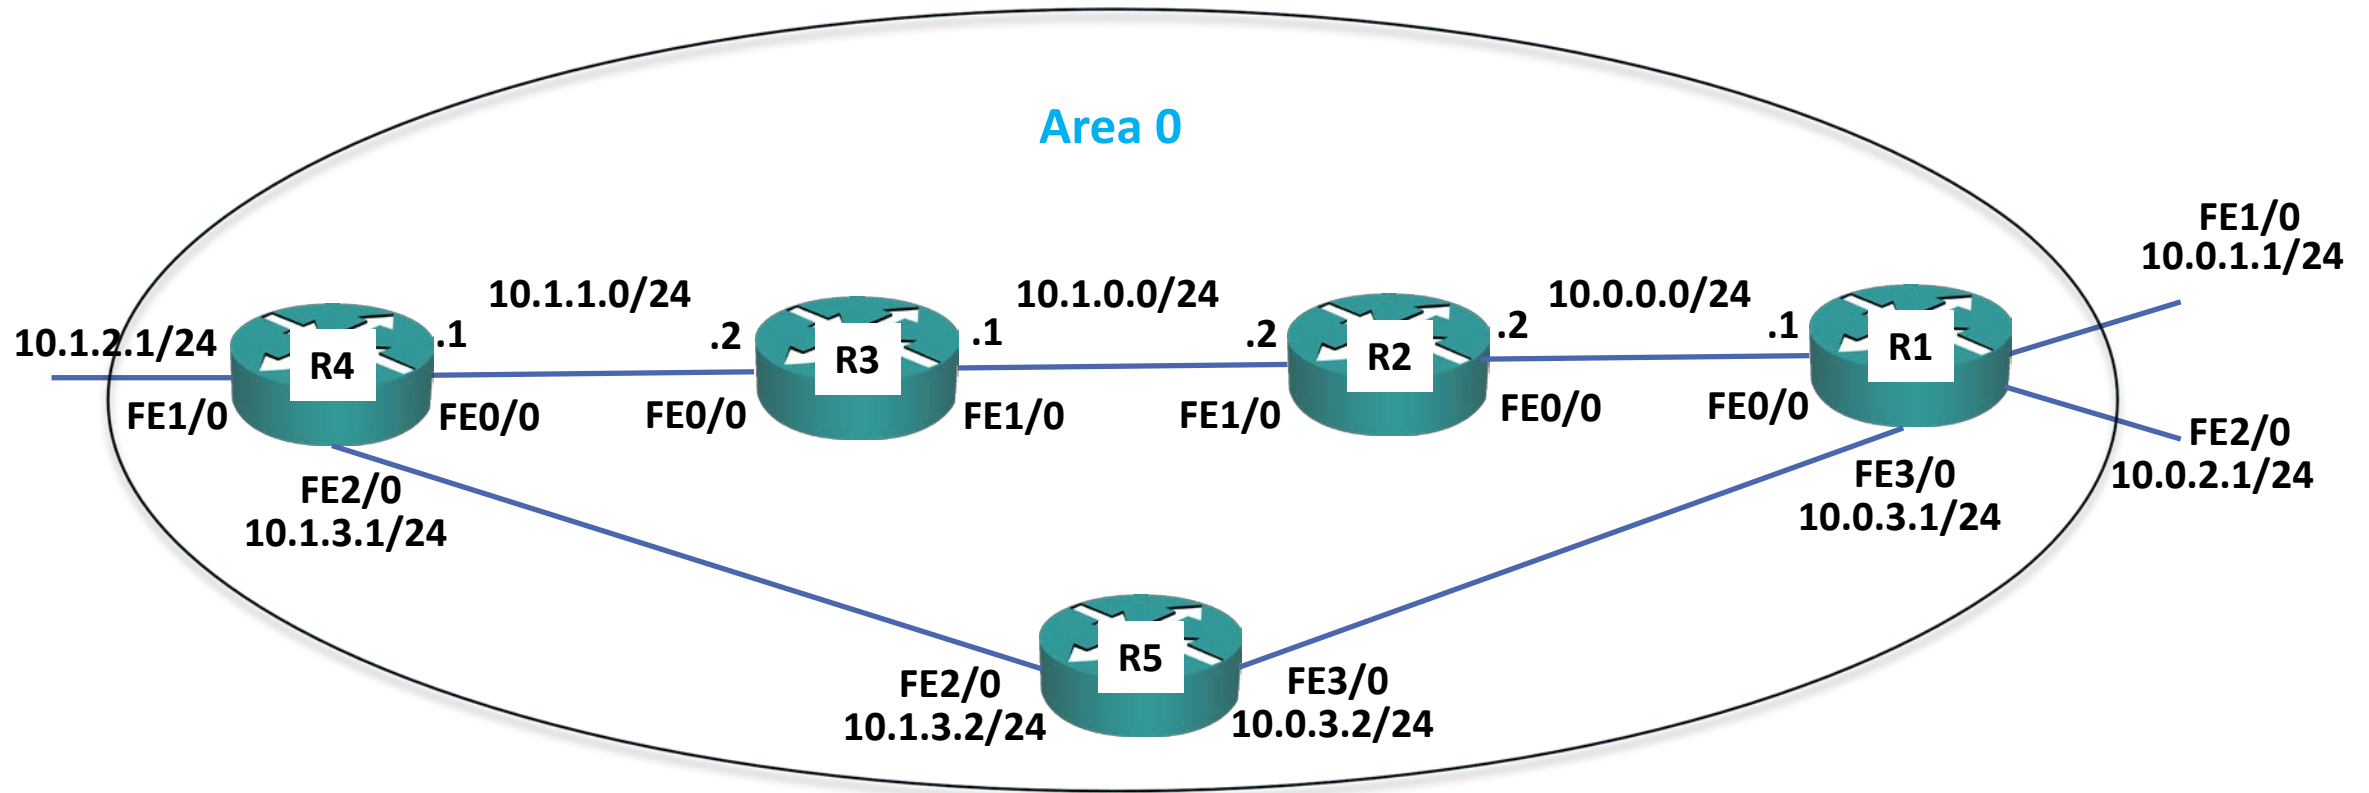 Area 0
FE1/0
10.0.1.1/24
10.1.1.0/24
10.1.0.0/24
10.0.0.0/24
10.1.2.1/24
.1
.2
.1
.2
.2
.1
R4
R3
R2
R1
FE1/0
FE0/0
FE0/0
FE1/0
FE1/0
FE0/0
FE0/0
FE2/0
10.0.2.1/24
FE2/0
10.1.3.1/24
FE3/0
10.0.3.1/24
R5
FE2/0
10.1.3.2/24
FE3/0
10.0.3.2/24